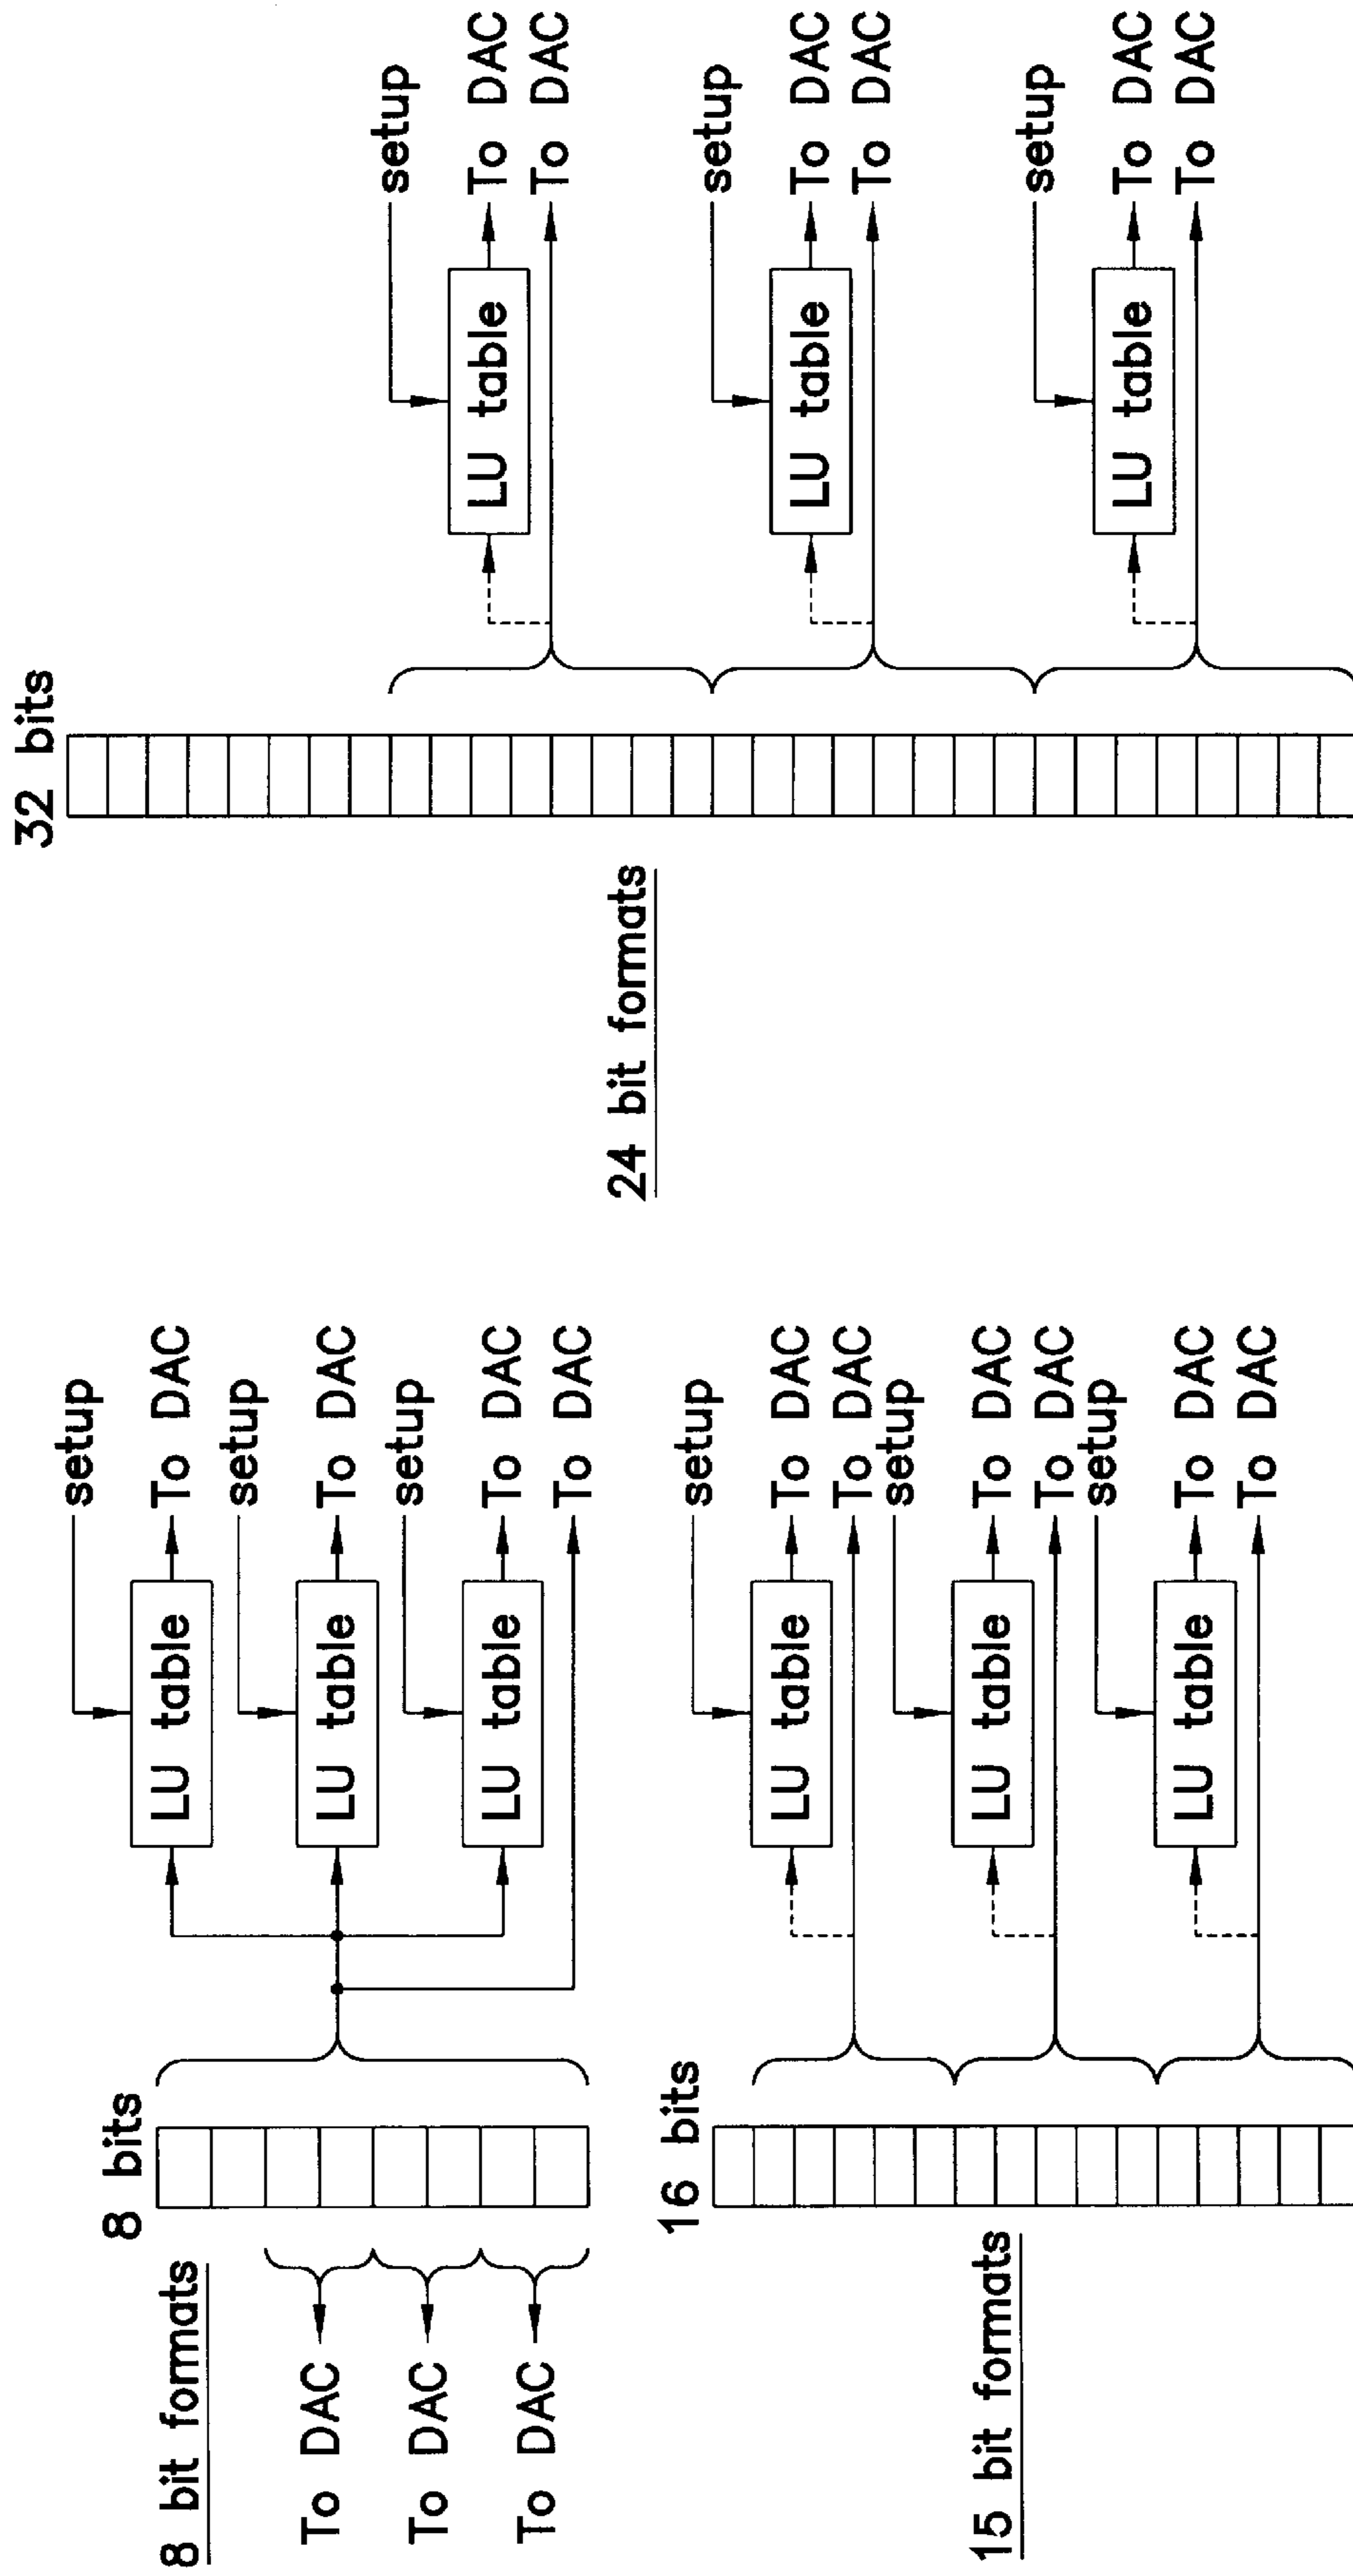 8 bit formats
8 bits
To DAC
To DAC
To DAC
setup
LU table
To DAC
setup
LU table
To DAC
setup
LU table
To DAC
To DAC
15 bit formats
16 bits
setup
LU table
To DAC
To DAC
setup
LU table
To DAC
To DAC
setup
LU table
To DAC
To DAC
24 bit formats
32 bits
setup
LU table
To DAC
To DAC
setup
LU table
To DAC
To DAC
setup
LU table
To DAC
To DAC